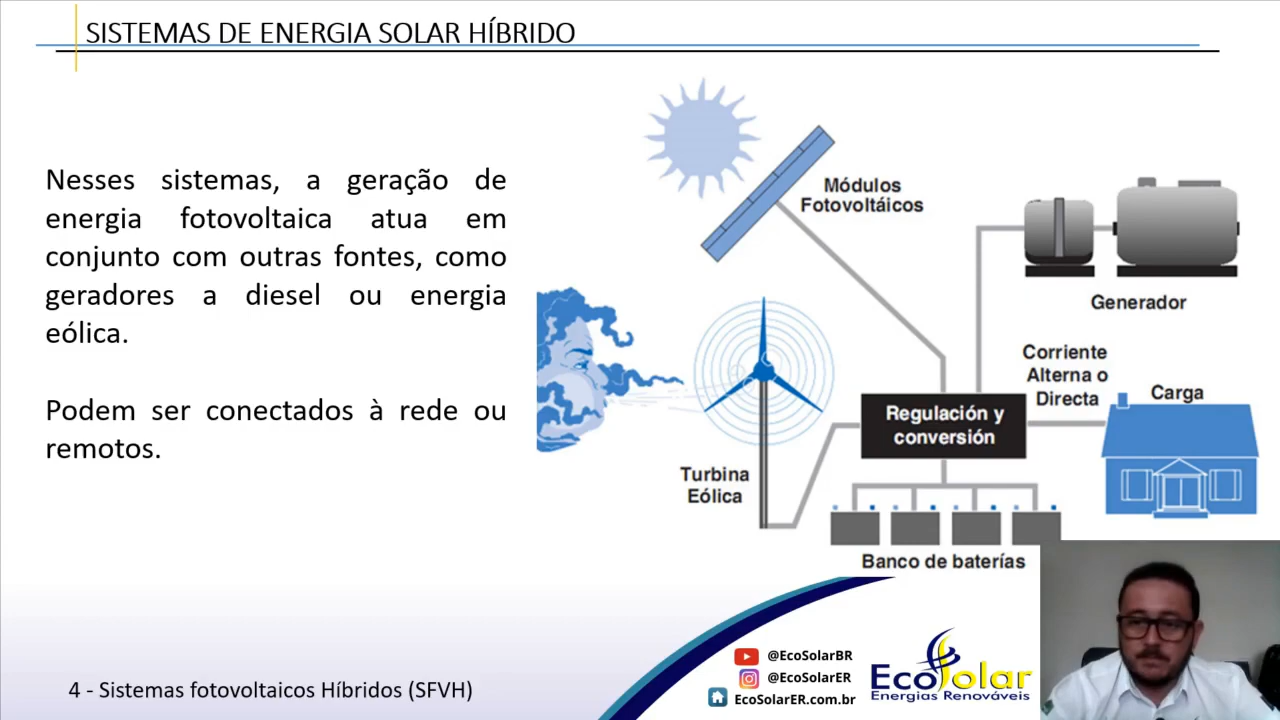 SISTEMAS DE ENERGIA SOLAR HÍBRIDO
Nesses sistemas, a geração de
energia fotovoltaica atua em
conjunto com outras fontes, como
geradores a diesel ou energia
eólica.
Podem ser conectados à rede ou
remotos.
Módulos
Fotovoltáicos
Generador
Corriente
Alterna o
Directa
Carga
Regulación y
conversión
Turbina
Eólica
Banco de baterías
@EcoSolarBR
@EcoSolarER
EcoSolarER.com.br
EcoSolar
Energias Renováveis
4 - Sistemas fotovoltaicos Híbridos (SFVH)